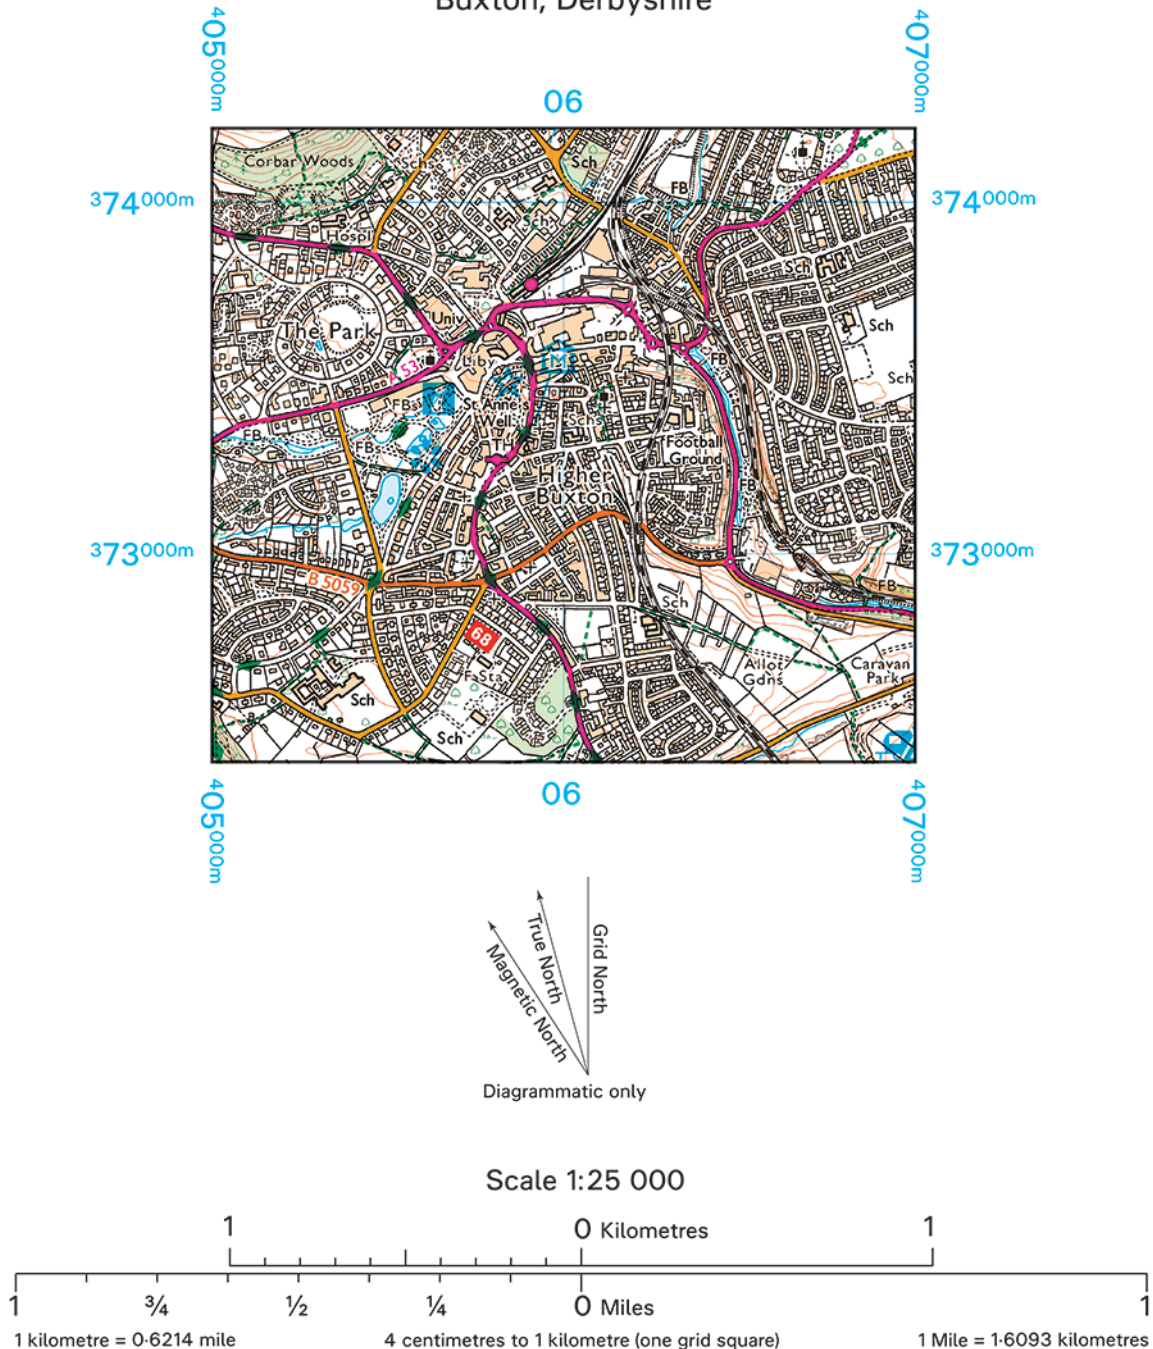 Buxton, Derbyshire
405000m
06
407000m
374000m
374000m
Corbar Woods
Sch
Sch
FB
Sch
Hospl
Sch
The Park
Univ
Sch
A 53
Liby
M
FB
Sch
FB
St Anne's
Well
Schs
FB
FB
Football
Ground
Higher
Buxton
FB
373000m
373000m
B 5059
FB
Sch
68
Allot
Gdns
Caravan
Park
F Sta
Sch
Sch
405000m
06
407000m
Magnetic North
True North
Grid North
Diagrammatic only
Scale 1:25 000
1
0 Kilometres
1
1
¾
½
¼
0 Miles
1
1 kilometre = 0·6214 mile
4 centimetres to 1 kilometre (one grid square)
1 Mile = 1·6093 kilometres